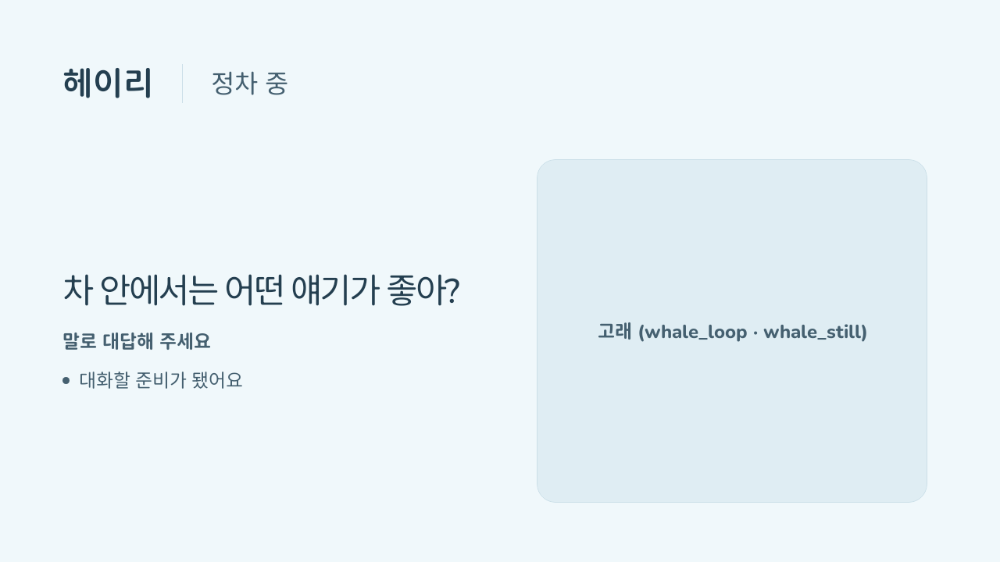 헤이리
정차 중
차 안에서는 어떤 얘기가 좋아?
말로 대답해 주세요
• 대화할 준비가 됐어요
고래 (whale_loop · whale_still)